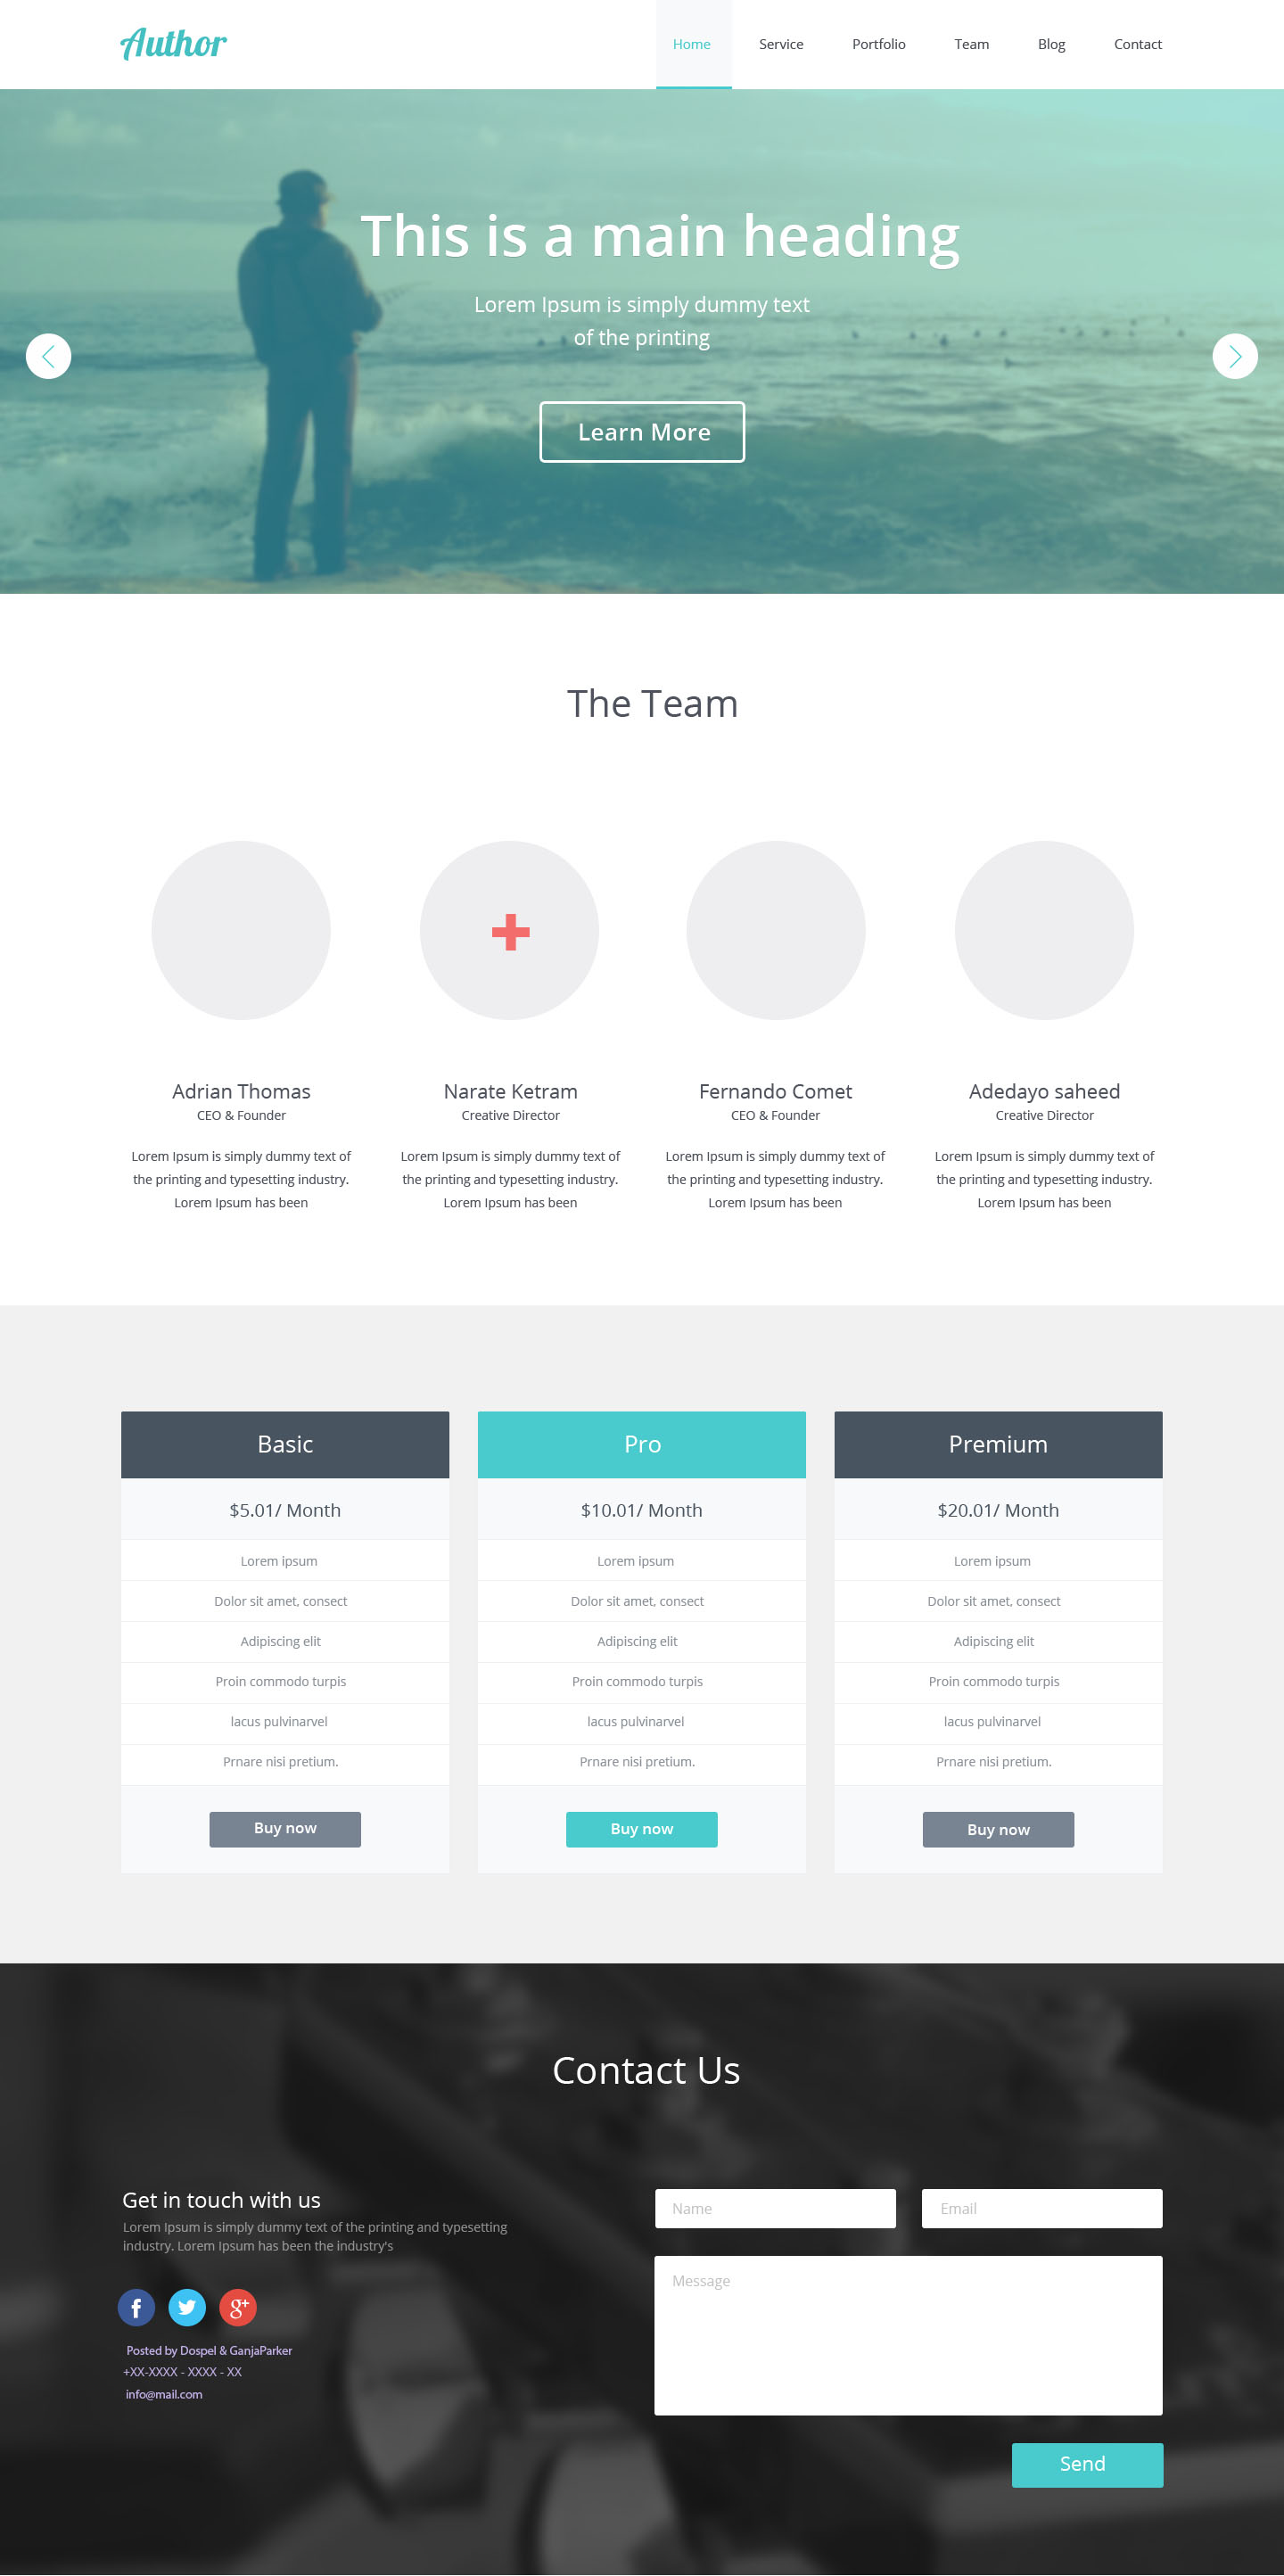 Author
Home Service Portfolio Team Blog Contact
This is a main heading
Lorem Ipsum is simply dummy text
of the printing
Learn More
The Team
Adrian Thomas
CEO & Founder
Lorem Ipsum is simply dummy text of
the printing and typesetting industry.
Lorem Ipsum has been
Narate Ketram
Creative Director
Lorem Ipsum is simply dummy text of
the printing and typesetting industry.
Lorem Ipsum has been
Fernando Comet
CEO & Founder
Lorem Ipsum is simply dummy text of
the printing and typesetting industry.
Lorem Ipsum has been
Adedayo saheed
Creative Director
Lorem Ipsum is simply dummy text of
the printing and typesetting industry.
Lorem Ipsum has been
Basic
$5.01/ Month
Lorem ipsum
Dolor sit amet, consect
Adipiscing elit
Proin commodo turpis
lacus pulvinarvel
Prnare nisi pretium.
Buy now
Pro
$10.01/ Month
Lorem ipsum
Dolor sit amet, consect
Adipiscing elit
Proin commodo turpis
lacus pulvinarvel
Prnare nisi pretium.
Buy now
Premium
$20.01/ Month
Lorem ipsum
Dolor sit amet, consect
Adipiscing elit
Proin commodo turpis
lacus pulvinarvel
Prnare nisi pretium.
Buy now
Contact Us
Get in touch with us
Lorem Ipsum is simply dummy text of the printing and typesetting
industry. Lorem Ipsum has been the industry's
f g+
Posted by Dospel & GanjaParker
+XX-XXXX - XXXX - XX
info@mail.com
Name
Email
Message
Send